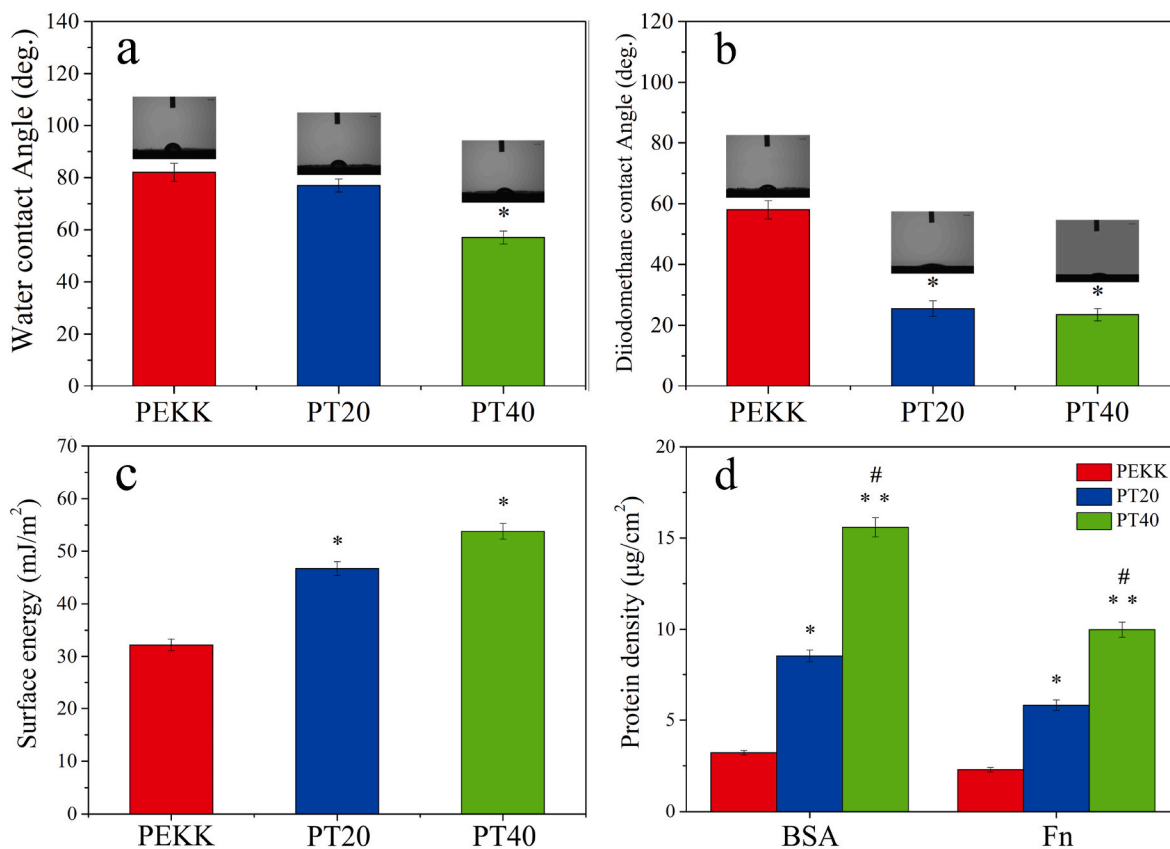 a
Water contact Angle (deg.)
140
120
100
80
60
40
20
0
*
PEKK PT20 PT40
b
Diiodomethane contact Angle (deg.)
120
100
80
60
40
20
0
* *
PEKK PT20 PT40
c
Surface energy (mJ/m²)
70
60
50
40
30
20
10
0
* *
PEKK PT20 PT40
d
Protein density (μg/cm²)
20
15
10
5
0
PEKK
PT20
PT40
#
* *
*
#
* *
*
BSA Fn